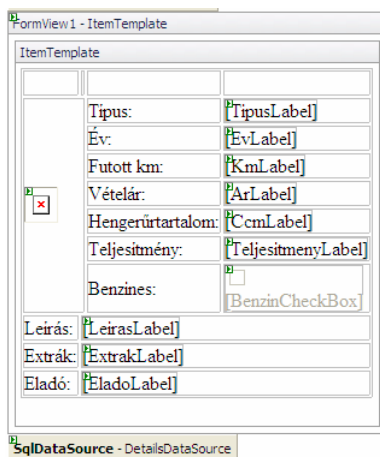 FormView1 - ItemTemplate
ItemTemplate
Típus: [TipusLabel]
Év: [EvLabel]
Futott km: [KmLabel]
Vételár: [ArLabel]
Hengerűrtartalom: [CcmLabel]
Teljesítmény: [TeljesitmenyLabel]
Benzines: [BenzinCheckBox]
Leírás: [LeirasLabel]
Extrák: [ExtrakLabel]
Eladó: [EladoLabel]
SqlDataSource - DetailsDataSource